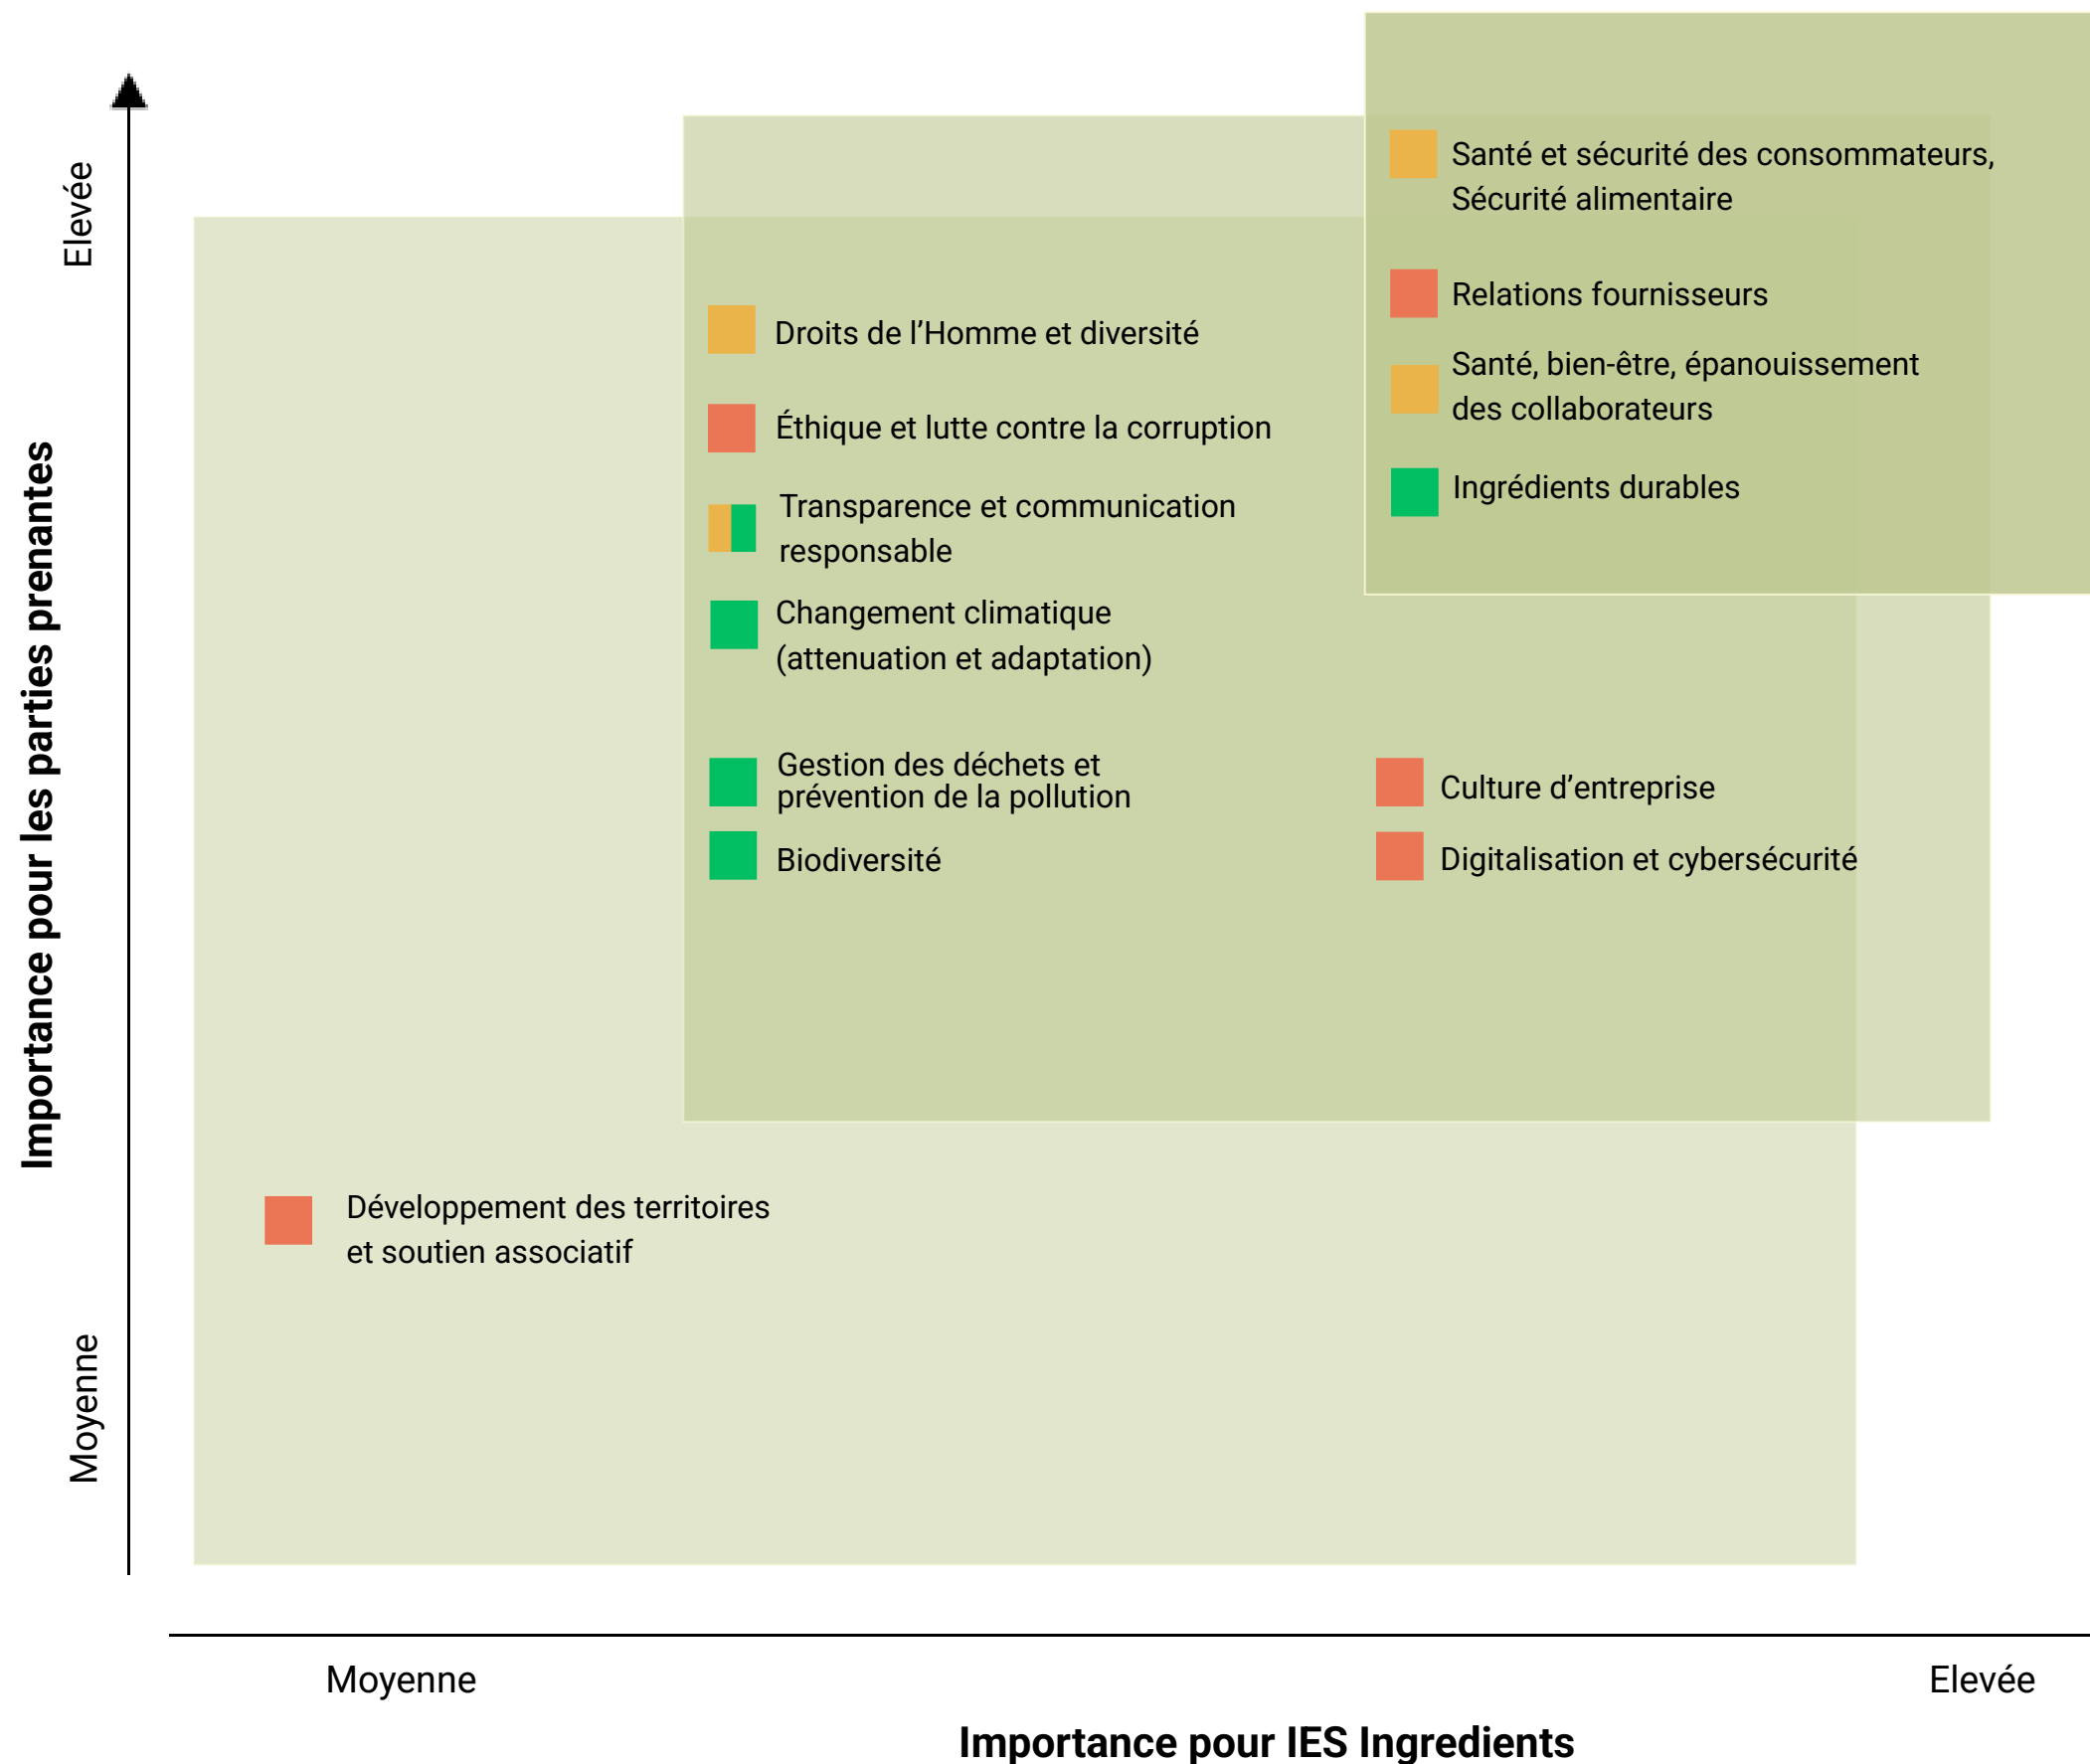 Importance pour les parties prenantes
Elevée
Moyenne
Santé et sécurité des consommateurs,
Sécurité alimentaire
Relations fournisseurs
Santé, bien-être, épanouissement
des collaborateurs
Ingrédients durables
Droits de l’Homme et diversité
Éthique et lutte contre la corruption
Transparence et communication
responsable
Changement climatique
(attenuation et adaptation)
Gestion des déchets et
prévention de la pollution
Biodiversité
Culture d’entreprise
Digitalisation et cybersécurité
Développement des territoires
et soutien associatif
Moyenne
Elevée
Importance pour IES Ingredients